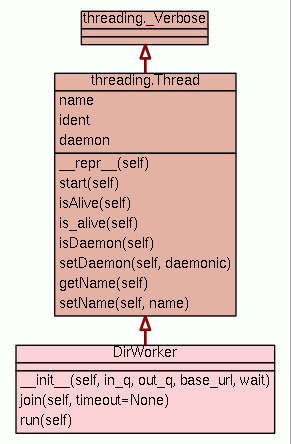 threading._Verbose
threading.Thread
name
ident
daemon
__repr__(self)
start(self)
isAlive(self)
is_alive(self)
isDaemon(self)
setDaemon(self, daemonic)
getName(self)
setName(self, name)
DirWorker
__init__(self, in_q, out_q, base_url, wait)
join(self, timeout=None)
run(self)